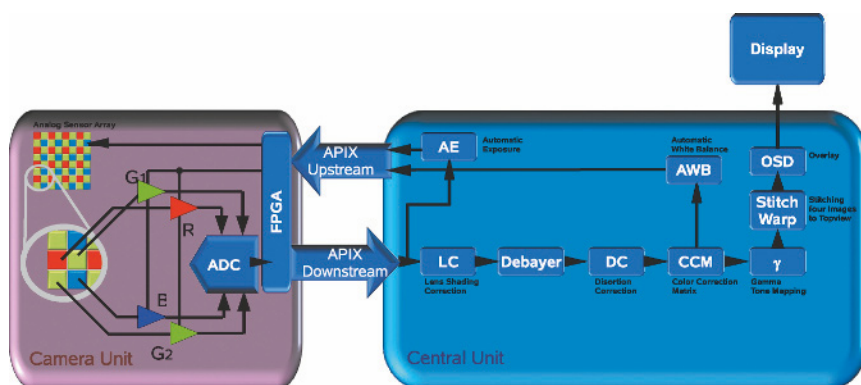 Display
Analog Sensor Array
G1
R
ADC
B
G2
FPGA
Camera Unit
APIX
Upstream
APIX
Downstream
AE
Automatic
Exposure
Automatic
White Balance
AWB
OSD
Overlay
Stitch
Warp
Stitching
four Images
to Topview
LC
Lens Shading
Correction
Debayer
DC
Disortion
Correction
CCM
Color Correction
Matrix
γ
Gamma
Tone Mapping
Central Unit